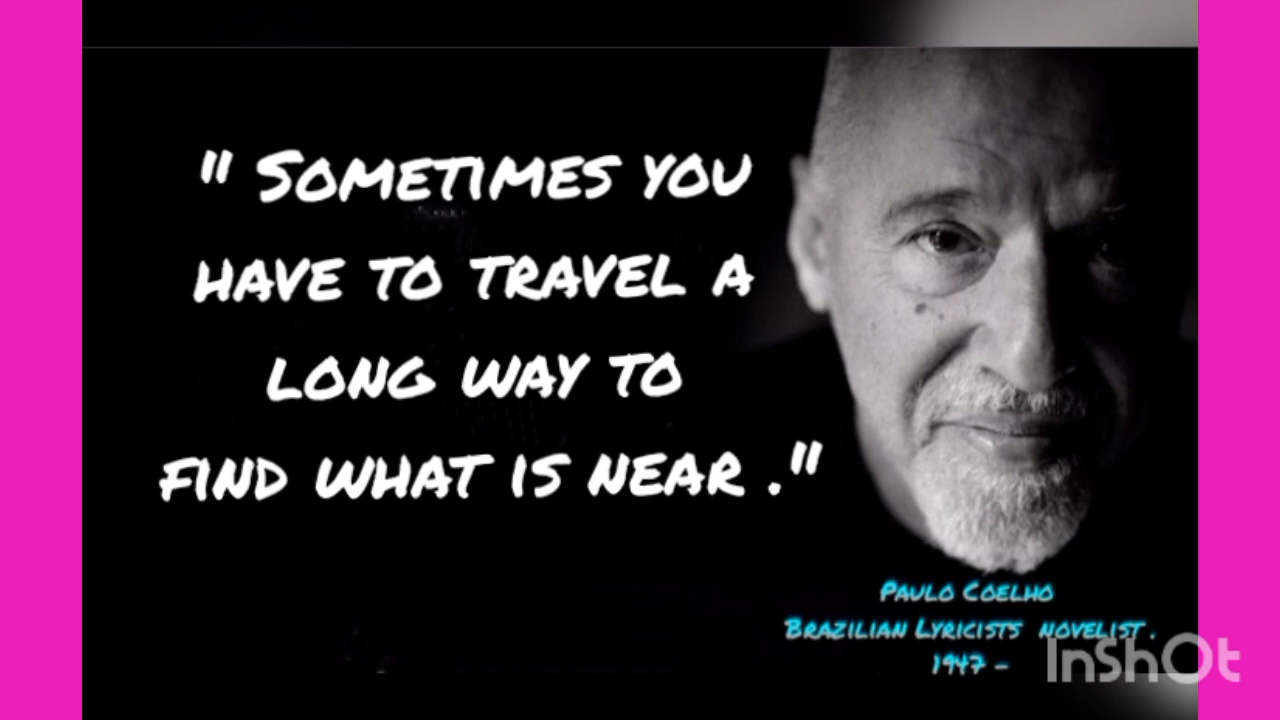 " Sometimes you
have to travel a
long way to
find what is near ."
Paulo Coelho
Brazilian Lyricists novelist .
1947 -
InShOt